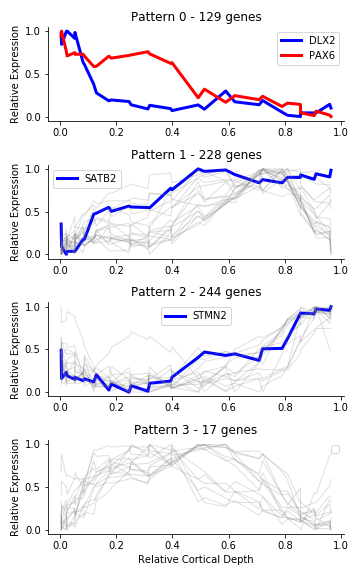 Pattern 0 - 129 genes
1.0
0.5
0.0
Relative Expression
DLX2
PAX6
0.0 0.2 0.4 0.6 0.8 1.0
Pattern 1 - 228 genes
1.0
0.5
0.0
Relative Expression
SATB2
0.0 0.2 0.4 0.6 0.8 1.0
Pattern 2 - 244 genes
1.0
0.5
0.0
Relative Expression
STMN2
0.0 0.2 0.4 0.6 0.8 1.0
Pattern 3 - 17 genes
1.0
0.5
0.0
Relative Expression
0.0 0.2 0.4 0.6 0.8 1.0
Relative Cortical Depth